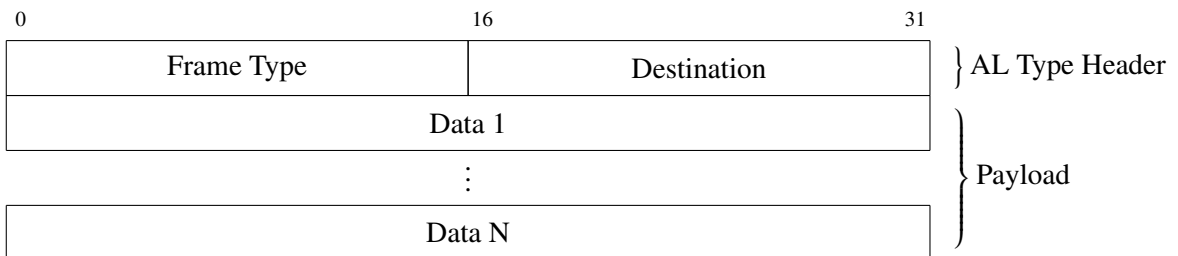 0 16 31
Frame Type Destination } AL Type Header
Data 1
⋮ } Payload
Data N